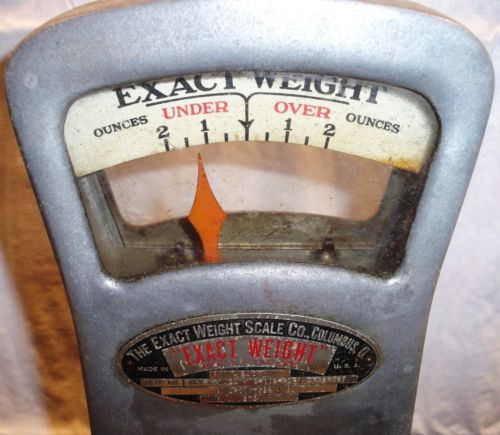 EXACT WEIGHT
OUNCES UNDER OVER OUNCES
2 1 1 2
THE EXACT WEIGHT SCALE CO., COLUMBUS, O.
"EXACT WEIGHT"
MADE IN U.S.A.